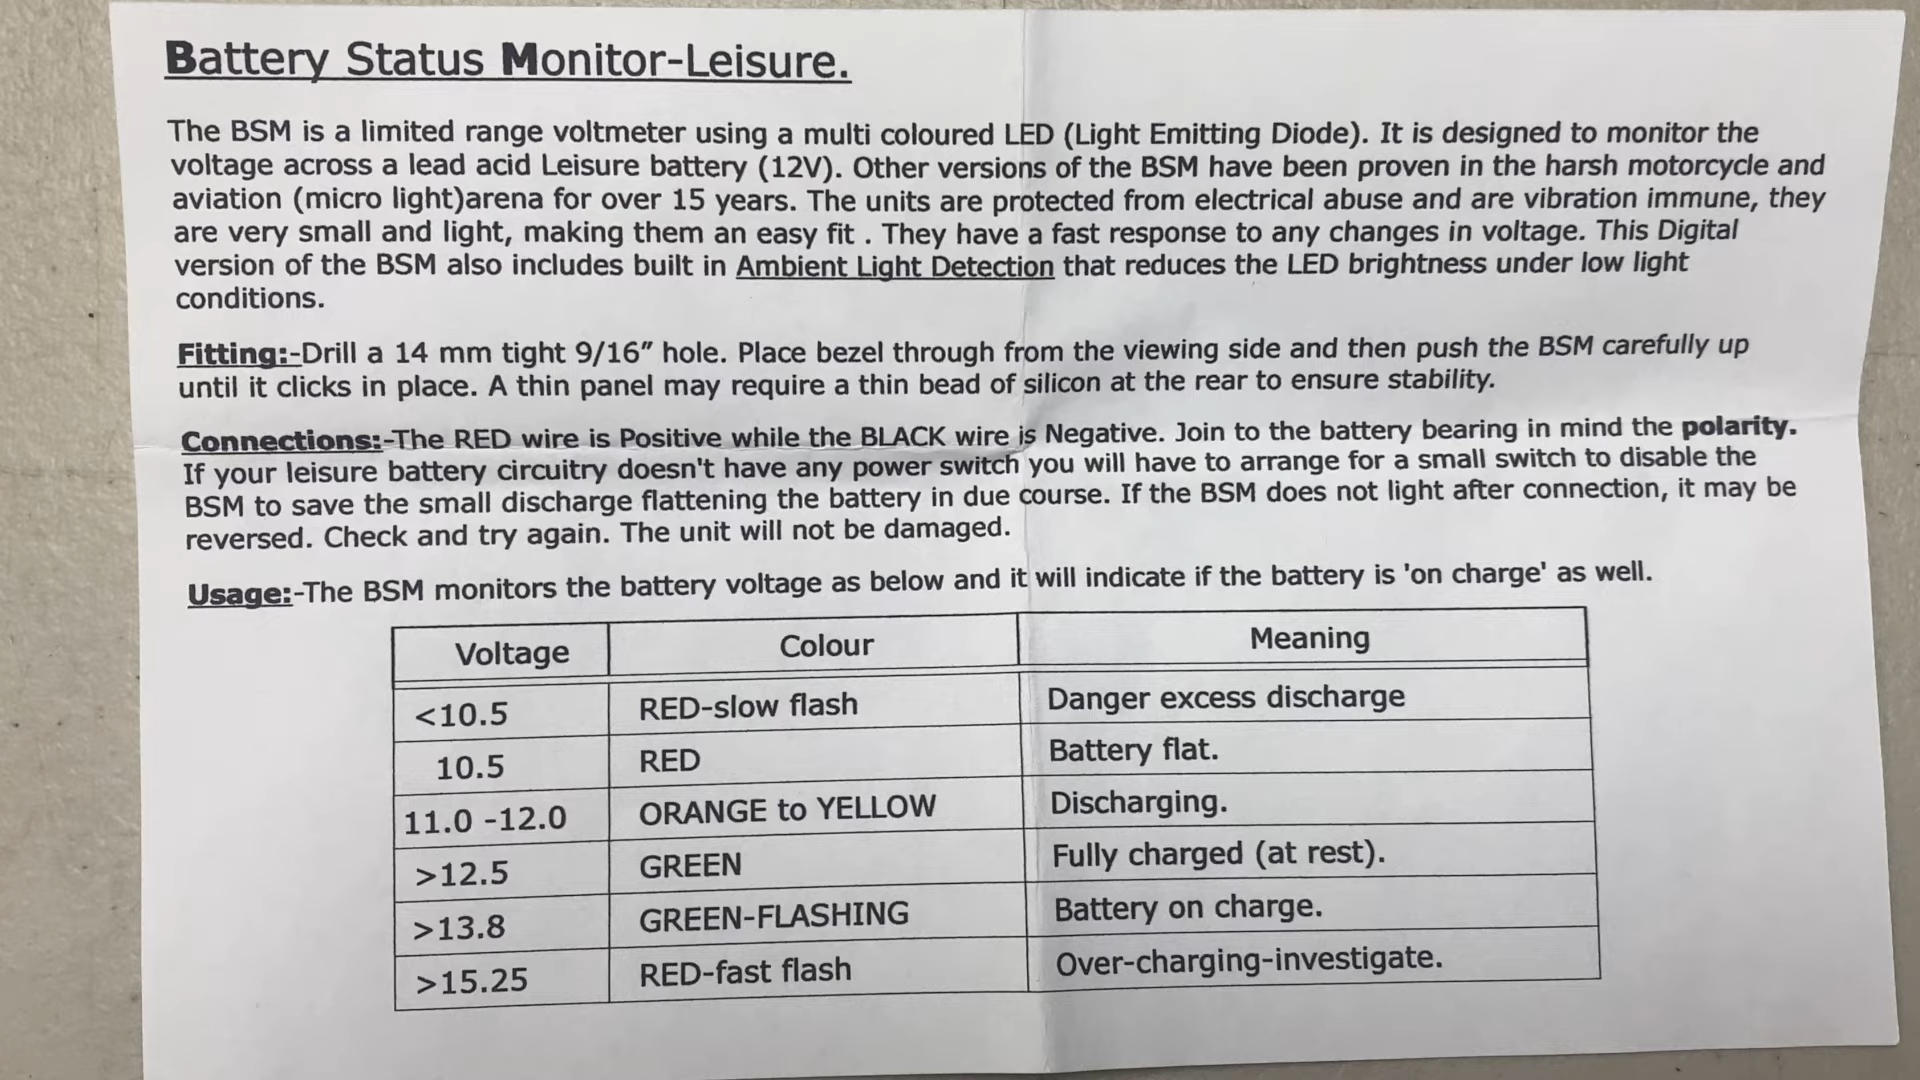 Battery Status Monitor-Leisure.
The BSM is a limited range voltmeter using a multi coloured LED (Light Emitting Diode). It is designed to monitor the
voltage across a lead acid Leisure battery (12V). Other versions of the BSM have been proven in the harsh motorcycle and
aviation (micro light)arena for over 15 years. The units are protected from electrical abuse and are vibration immune, they
are very small and light, making them an easy fit . They have a fast response to any changes in voltage. This Digital
version of the BSM also includes built in Ambient Light Detection that reduces the LED brightness under low light
conditions.
Fitting:-Drill a 14 mm tight 9/16” hole. Place bezel through from the viewing side and then push the BSM carefully up
until it clicks in place. A thin panel may require a thin bead of silicon at the rear to ensure stability.
Connections:-The RED wire is Positive while the BLACK wire is Negative. Join to the battery bearing in mind the polarity.
If your leisure battery circuitry doesn't have any power switch you will have to arrange for a small switch to disable the
BSM to save the small discharge flattening the battery in due course. If the BSM does not light after connection, it may be
reversed. Check and try again. The unit will not be damaged.
Usage:-The BSM monitors the battery voltage as below and it will indicate if the battery is 'on charge' as well.
Voltage Colour Meaning
<10.5 RED-slow flash Danger excess discharge
10.5 RED Battery flat.
11.0 -12.0 ORANGE to YELLOW Discharging.
>12.5 GREEN Fully charged (at rest).
>13.8 GREEN-FLASHING Battery on charge.
>15.25 RED-fast flash Over-charging-investigate.